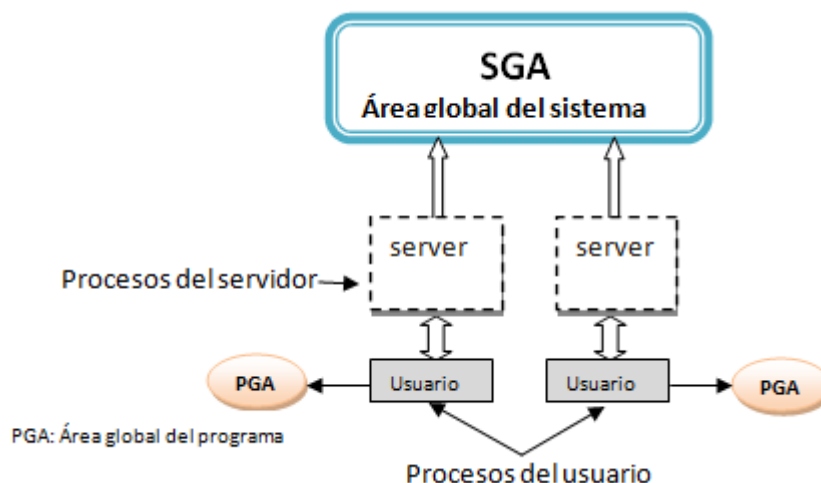 SGA
Área global del sistema
server
server
Procesos del servidor
PGA
Usuario
Usuario
PGA
PGA: Área global del programa
Procesos del usuario